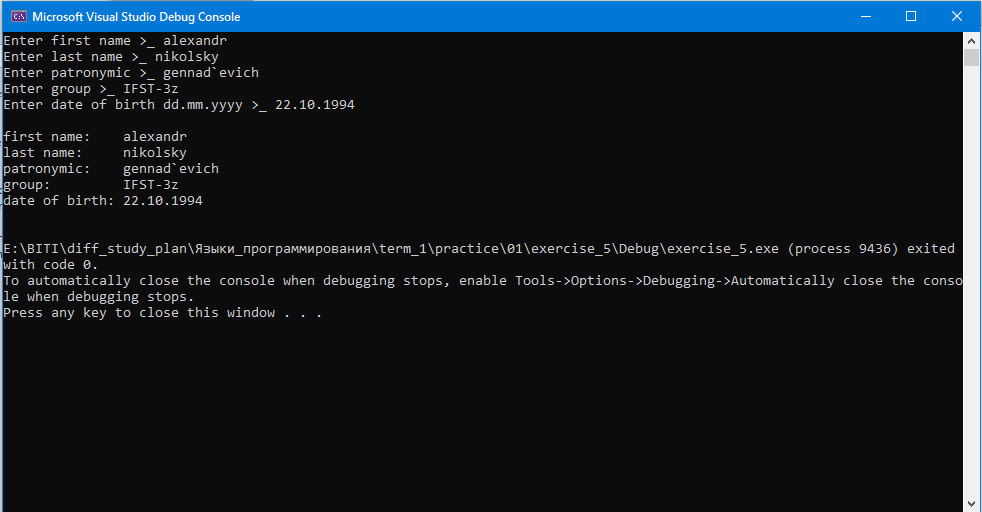 Microsoft Visual Studio Debug Console
Enter first name >_ alexandr
Enter last name >_ nikolsky
Enter patronymic >_ gennad`evich
Enter group >_ IFST-3z
Enter date of birth dd.mm.yyyy >_ 22.10.1994
first name:    alexandr
last name:     nikolsky
patronymic:    gennad`evich
group:         IFST-3z
date of birth: 22.10.1994
E:\BITI\diff_study_plan\Языки_программирования\term_1\practice\01\exercise_5\Debug\exercise_5.exe (process 9436) exited
with code 0.
To automatically close the console when debugging stops, enable Tools->Options->Debugging->Automatically close the conso
le when debugging stops.
Press any key to close this window . . .